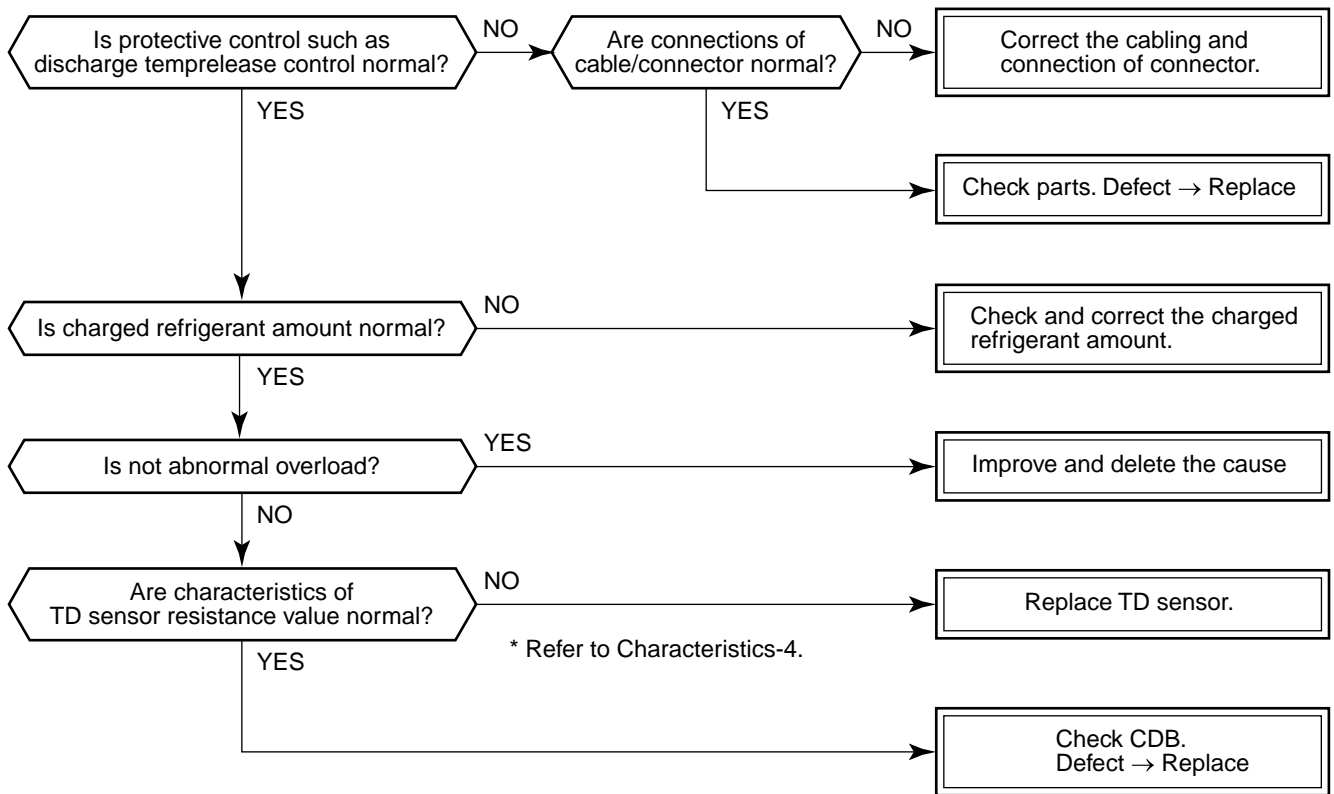 Is protective control such as
discharge temprelease control normal?
NO
Are connections of
cable/connector normal?
NO
Correct the cabling and
connection of connector.
YES
YES
Check parts. Defect → Replace
Is charged refrigerant amount normal?
NO
Check and correct the charged
refrigerant amount.
YES
Is not abnormal overload?
YES
Improve and delete the cause
NO
Are characteristics of
TD sensor resistance value normal?
NO
Replace TD sensor.
* Refer to Characteristics-4.
YES
Check CDB.
Defect → Replace